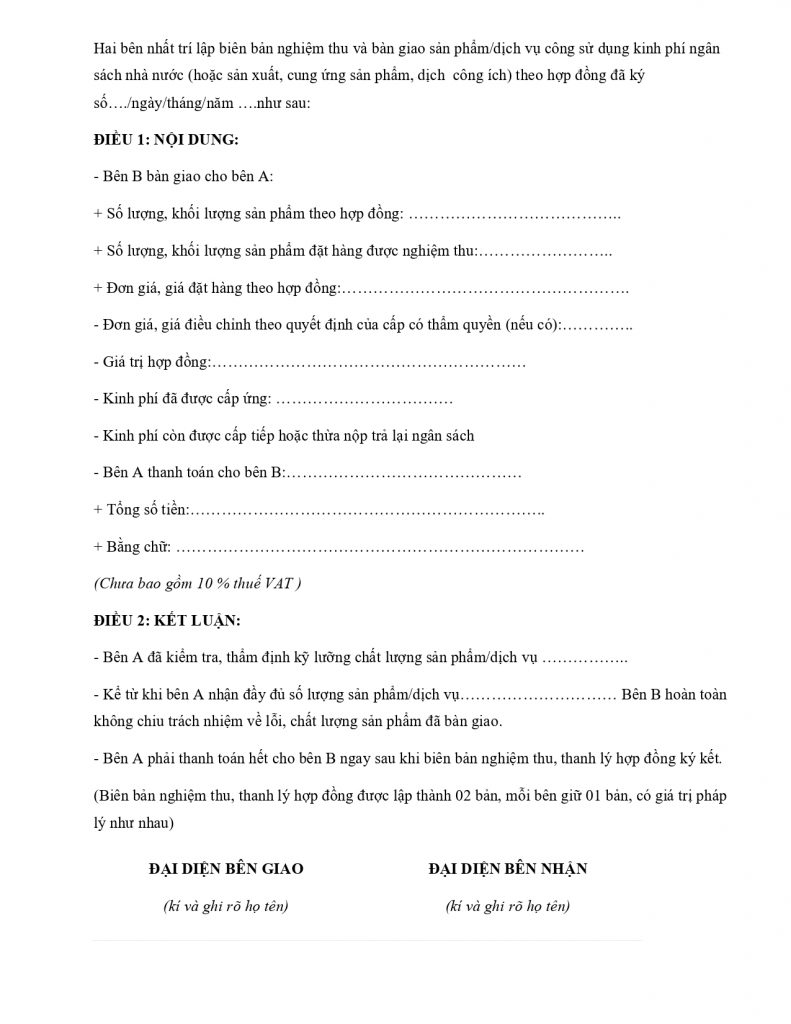 Hai bên nhất trí lập biên bản nghiệm thu và bàn giao sản phẩm/dịch vụ công sử dụng kinh phí ngân
sách nhà nước (hoặc sản xuất, cung ứng sản phẩm, dịch công ích) theo hợp đồng đã ký
số…./ngày/tháng/năm ….như sau:
ĐIỀU 1: NỘI DUNG:
- Bên B bàn giao cho bên A:
+ Số lượng, khối lượng sản phẩm theo hợp đồng: …………………………………..
+ Số lượng, khối lượng sản phẩm đặt hàng được nghiệm thu:……………………..
+ Đơn giá, giá đặt hàng theo hợp đồng:……………………………………………….
- Đơn giá, giá điều chỉnh theo quyết định của cấp có thẩm quyền (nếu có):…………..
- Giá trị hợp đồng:……………………………………………………
- Kinh phí đã được cấp ứng: …………………………….
- Kinh phí còn được cấp tiếp hoặc thừa nộp trả lại ngân sách
- Bên A thanh toán cho bên B:………………………………………
+ Tổng số tiền:…………………………………………………………..
+ Bằng chữ: ……………………………………………………………………
(Chưa bao gồm 10 % thuế VAT )
ĐIỀU 2: KẾT LUẬN:
- Bên A đã kiểm tra, thẩm định kỹ lưỡng chất lượng sản phẩm/dịch vụ ……………..
- Kể từ khi bên A nhận đầy đủ số lượng sản phẩm/dịch vụ………………………… Bên B hoàn toàn
không chiu trách nhiệm về lỗi, chất lượng sản phẩm đã bàn giao.
- Bên A phải thanh toán hết cho bên B ngay sau khi biên bản nghiệm thu, thanh lý hợp đồng ký kết.
(Biên bản nghiệm thu, thanh lý hợp đồng được lập thành 02 bản, mỗi bên giữ 01 bản, có giá trị pháp
lý như nhau)
ĐẠI DIỆN BÊN GIAO ĐẠI DIỆN BÊN NHẬN
(kí và ghi rõ họ tên) (kí và ghi rõ họ tên)